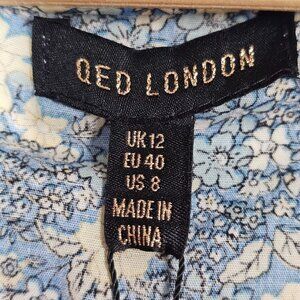 QED LONDON
UK 12
EU 40
US 8
MADE IN
CHINA